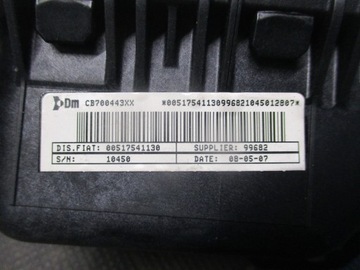 Dm CB700443XX *00517541130996821045012807*
DIS.FIAT: 00517541130 SUPPLIER: 99682
S/N: 10450 DATE: 08-05-07